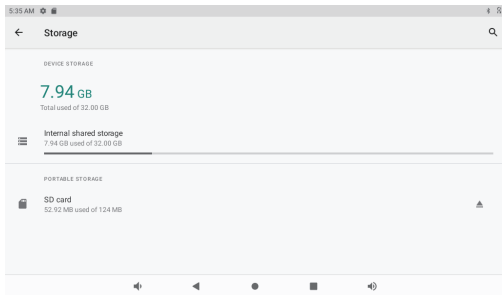 5:35 AM
Storage
DEVICE STORAGE
7.94 GB
Total used of 32.00 GB
Internal shared storage
7.94 GB used of 32.00 GB
PORTABLE STORAGE
SD card
52.92 MB used of 124 MB